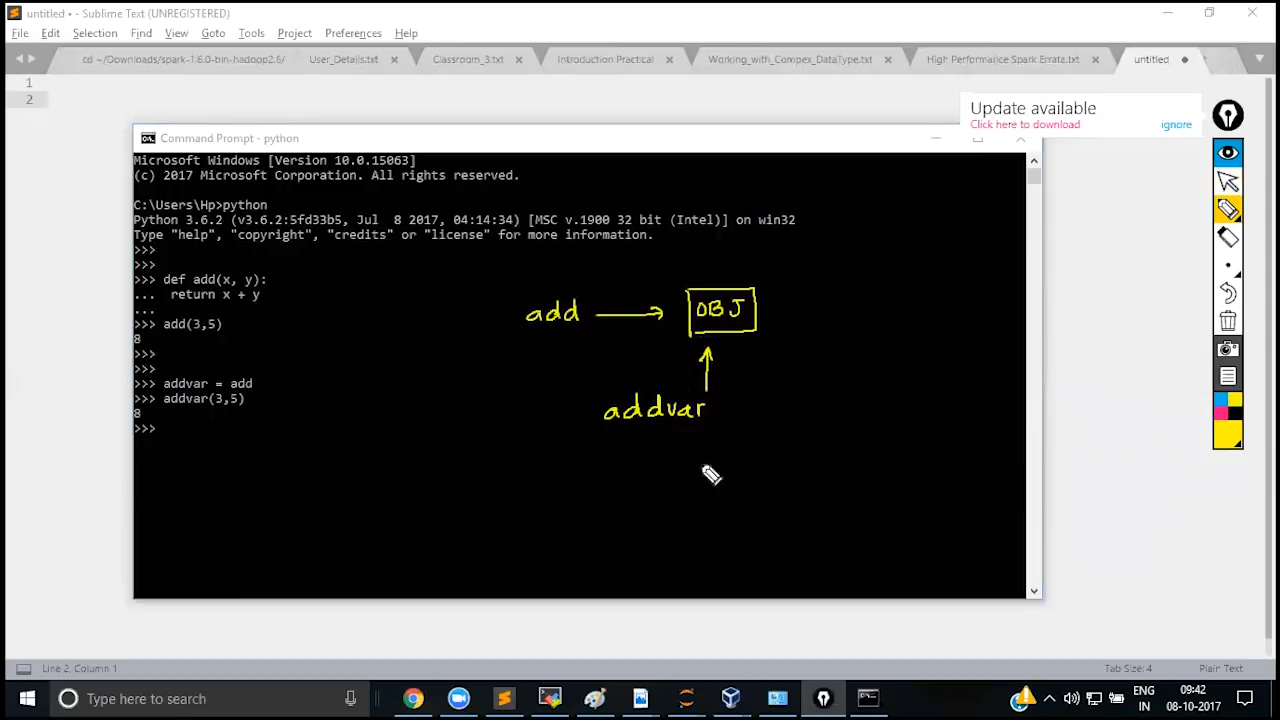 untitled • - Sublime Text (UNREGISTERED)
File Edit Selection Find View Goto Tools Project Preferences Help
cd ~/Downloads/spark-1.6.0-bin-hadoop2.6/ User_Details.txt Classroom_3.txt Introduction Practical Working_with_Compex_DataType.txt High Performance Spark Errata.txt untitled
1
2
Update available
Click here to download ignore
Command Prompt - python
Microsoft Windows [Version 10.0.15063]
(c) 2017 Microsoft Corporation. All rights reserved.
C:\Users\Hp>python
Python 3.6.2 (v3.6.2:5fd33b5, Jul  8 2017, 04:14:34) [MSC v.1900 32 bit (Intel)] on win32
Type "help", "copyright", "credits" or "license" for more information.
>>>
>>>
>>> def add(x, y):
...  return x + y
...
>>> add(3,5)
8
>>>
>>>
>>> addvar = add
>>> addvar(3,5)
8
>>>
add → OBJ
addvar
Line 2, Column 1 Tab Size: 4 Plain Text
Type here to search
ENG 09:42
IN 08-10-2017